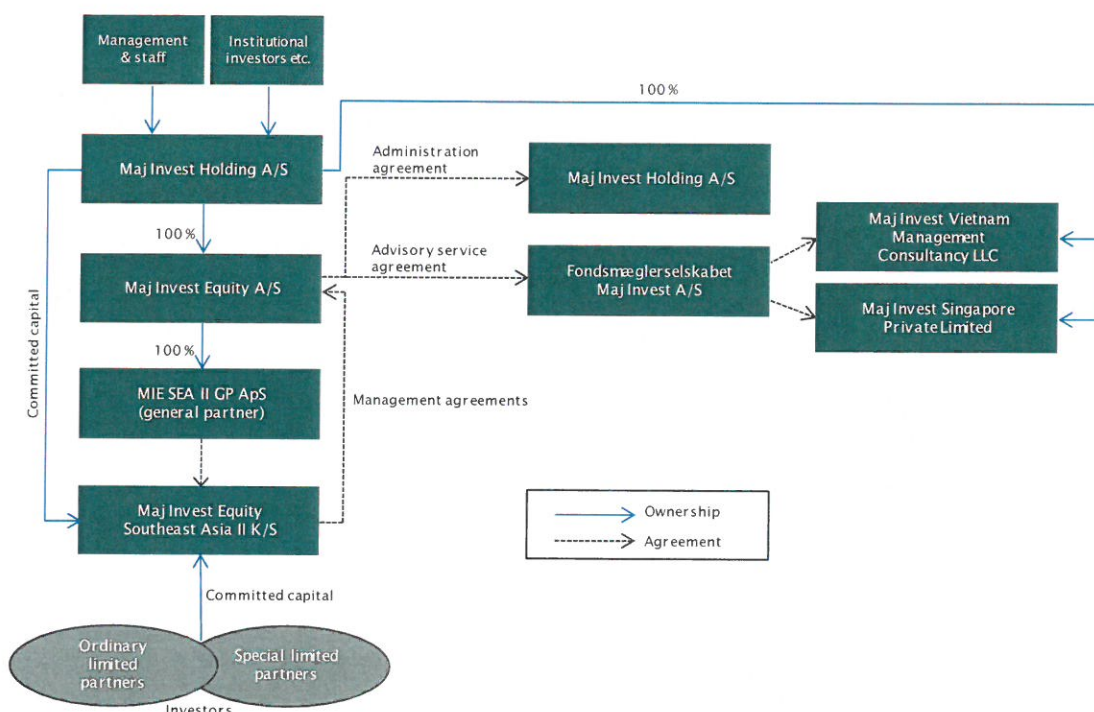 Management
& staff
Institutional
investors etc.
100%
Maj Invest Holding A/S
Administration
agreement
Maj Invest Holding A/S
100%
Maj Invest Vietnam
Management
Consultancy LLC
Advisory service
agreement
Maj Invest Equity A/S
Fondsmæglerselskabet
Maj Invest A/S
Maj Invest Singapore
Private Limited
Committed capital
100%
MIE SEA II GP ApS
(general partner)
Management agreements
Maj Invest Equity
Southeast Asia II K/S
Ownership
Agreement
Committed capital
Ordinary
limited
partners
Special limited
partners
Investors